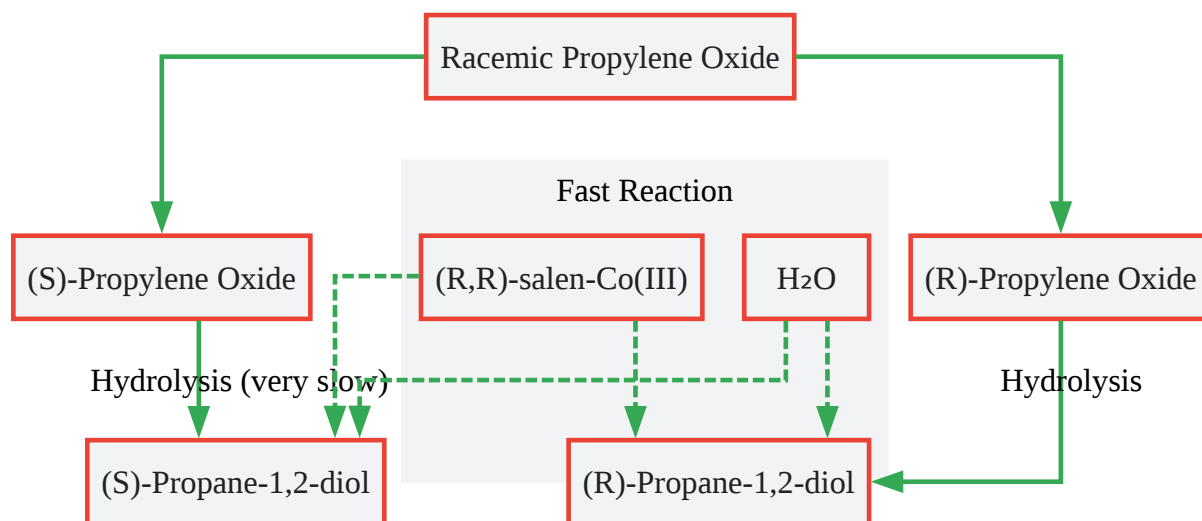 Racemic Propylene Oxide
Fast Reaction
(S)-Propylene Oxide
(R,R)-salen-Co(III)
H₂O
(R)-Propylene Oxide
Hydrolysis (very slow)
Hydrolysis
(S)-Propane-1,2-diol
(R)-Propane-1,2-diol